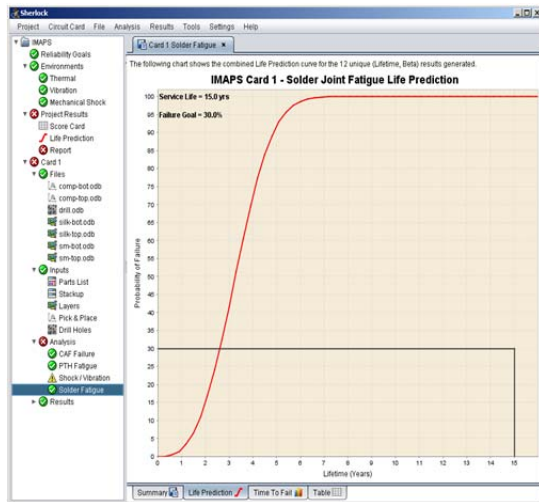 Sherlock
Project Circuit Card File Analysis Results Tools Settings Help
IMAPS
Reliability Goals
Environments
Thermal
Vibration
Mechanical Shock
Project Results
Score Card
Life Prediction
Report
Card 1
Files
comp-bot.odb
comp-top.odb
drill.odb
silk-bot.odb
silk-top.odb
sm-bot.odb
sm-top.odb
Inputs
Parts List
Stackup
Layers
Pick & Place
Drill Holes
Analysis
CAF Failure
PTH Fatigue
Shock / Vibration
Solder Fatigue
Results
Card 1 Solder Fatigue
The following chart shows the combined Life Prediction curve for the 12 unique (Lifetime, Beta) results generated.
IMAPS Card 1 - Solder Joint Fatigue Life Prediction
Service Life = 15.0 yrs
Failure Goal = 30.0%
Probability of Failure
100
95
90
85
80
75
70
65
60
55
50
45
40
35
30
25
20
15
10
5
0
0 1 2 3 4 5 6 7 8 9 10 11 12 13 14 15
Lifetime (Years)
Summary Life Prediction Time To Fail Table